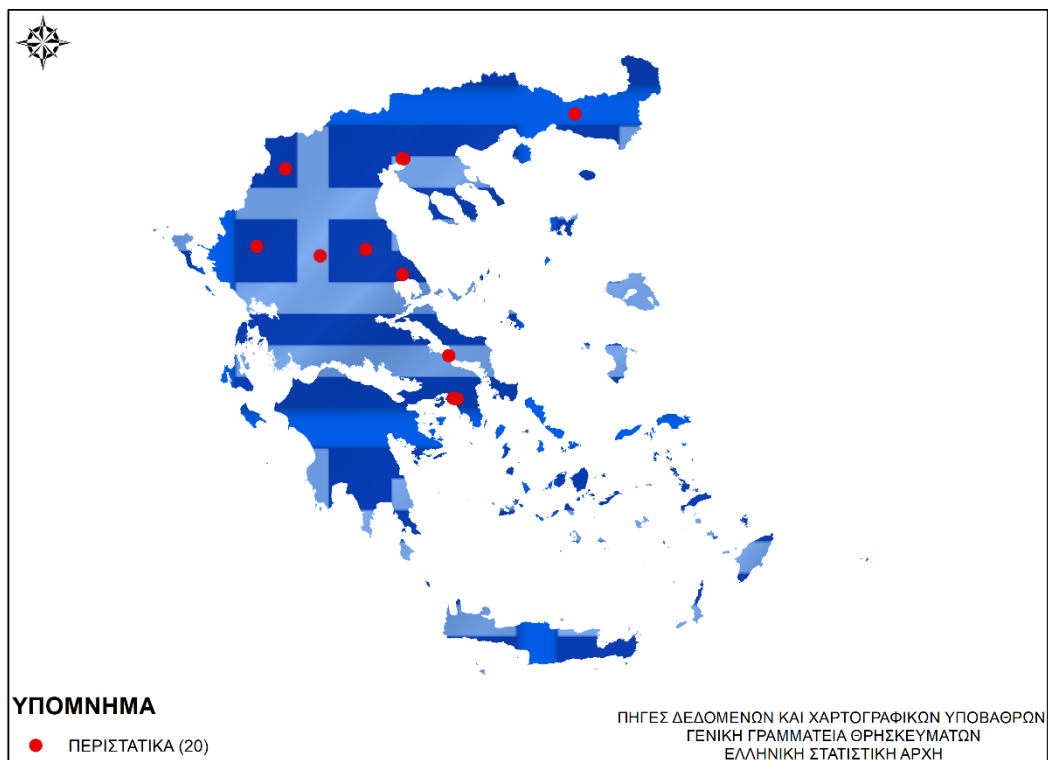 ΥΠΟΜΝΗΜΑ
ΠΕΡΙΣΤΑΤΙΚΑ (20)
ΠΗΓΕΣ ΔΕΔΟΜΕΝΩΝ ΚΑΙ ΧΑΡΤΟΓΡΑΦΙΚΩΝ ΥΠΟΒΑΘΡΩΝ
ΓΕΝΙΚΗ ΓΡΑΜΜΑΤΕΙΑ ΘΡΗΣΚΕΥΜΑΤΩΝ
ΕΛΛΗΝΙΚΗ ΣΤΑΤΙΣΤΙΚΗ ΑΡΧΗ